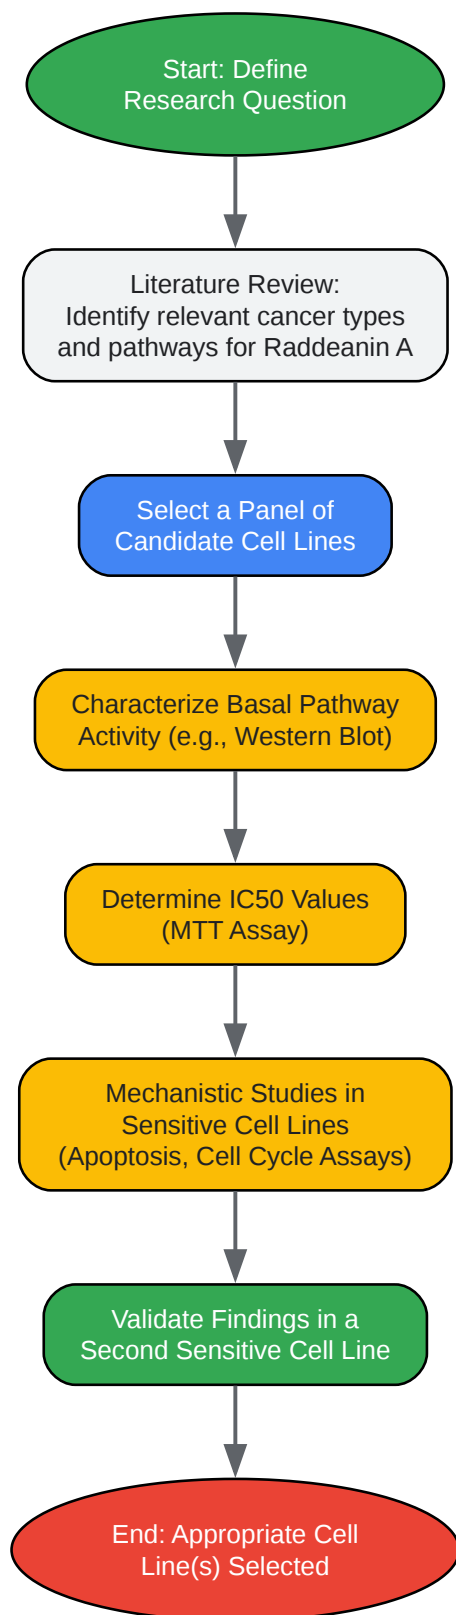 Start: Define
Research Question
Literature Review:
Identify relevant cancer types
and pathways for Raddeanin A
Select a Panel of
Candidate Cell Lines
Characterize Basal Pathway
Activity (e.g., Western Blot)
Determine IC50 Values
(MTT Assay)
Mechanistic Studies in
Sensitive Cell Lines
(Apoptosis, Cell Cycle Assays)
Validate Findings in a
Second Sensitive Cell Line
End: Appropriate Cell
Line(s) Selected